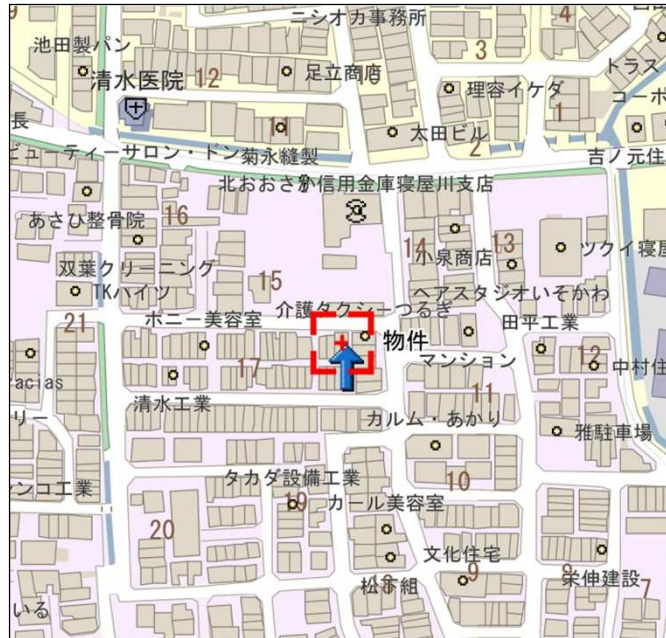 ニシオカ事務所
4
3
池田製パン
足立商店
トラス
清水医院
12
理容イケダ
コーポ
1
11
太田ビル
2
長
ビューティーサロン・ドン
菊永縫製
吉ノ元住
北おおさか信用金庫寝屋川支店
16
あさひ整骨院
14
13
小泉商店
ツクイ寝屋
双葉クリーニング
15
TKハイツ
ヘアスタジオいそかわ
介護タクシーつるぎ
21
ポニー美容室
田平工業
物件
17
マンション
12
中村住
acias
清水工業
11
リー
カルム・あかり
雅駐車場
タカダ設備工業
10
ンコ工業
19
カール美容室
20
文化住宅
松下組
18
9
8
栄伸建設
7
いる